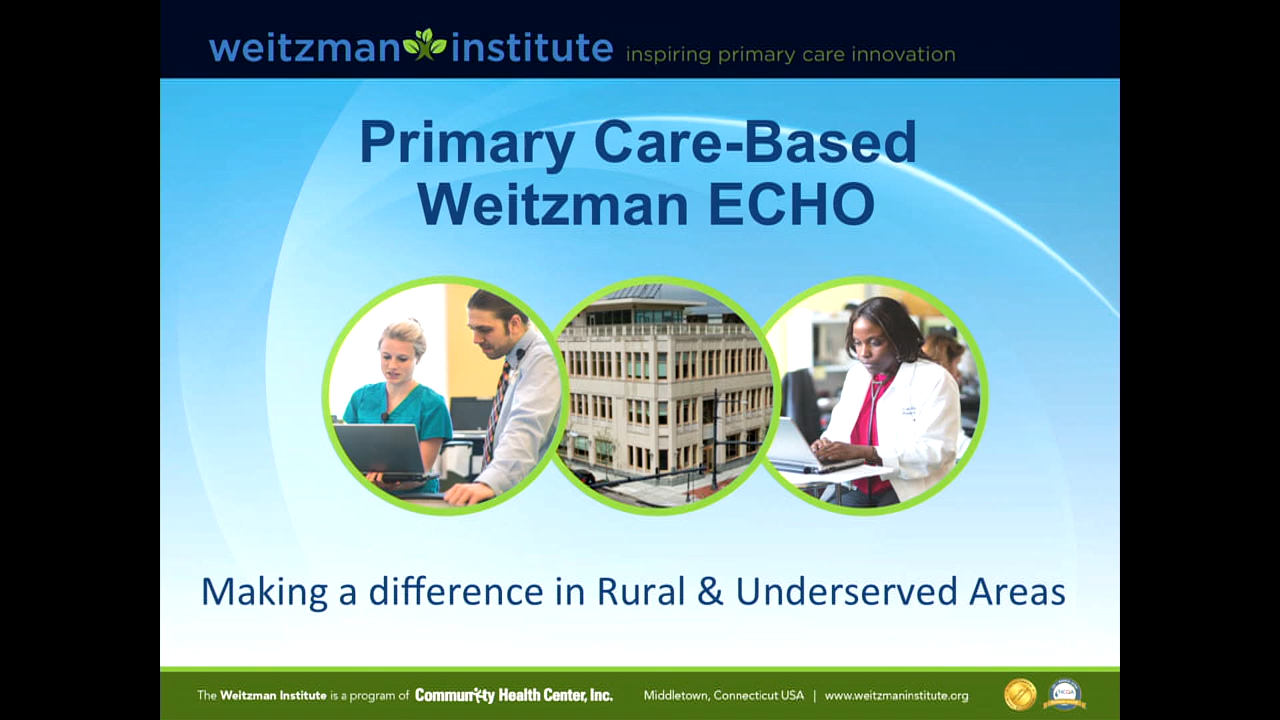 weitzman institute inspiring primary care innovation
Primary Care-Based
Weitzman ECHO
Making a difference in Rural & Underserved Areas
The Weitzman Institute is a program of Community Health Center, Inc. Middletown, Connecticut USA | www.weitzmaninstitute.org
NCQA